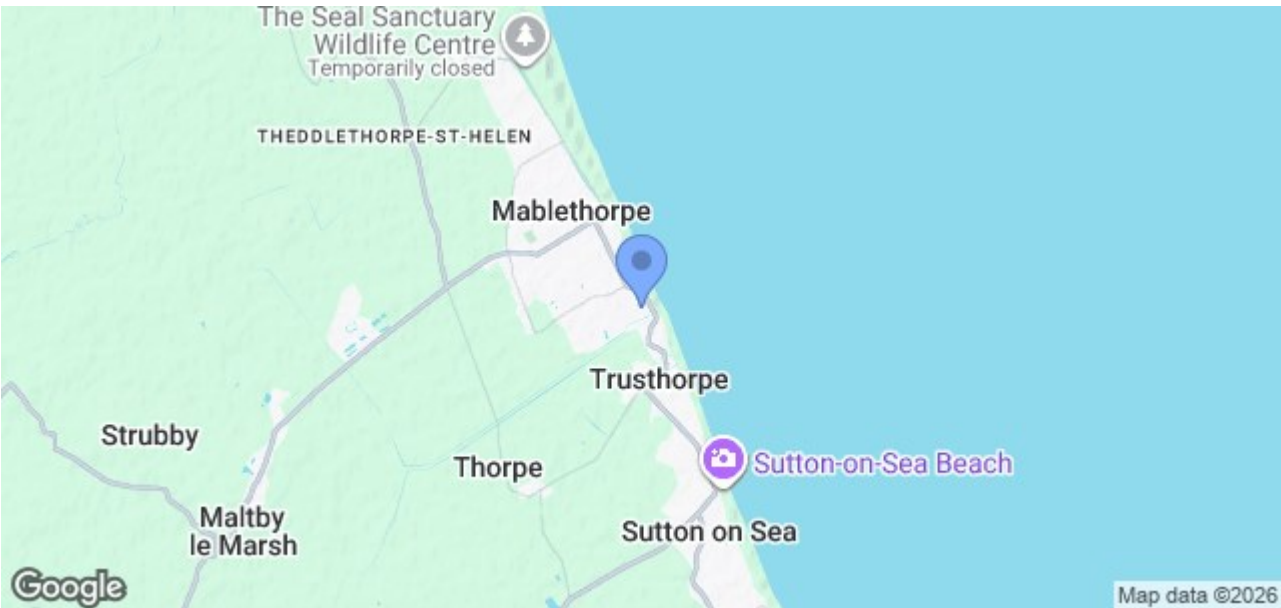 The Seal Sanctuary
Wildlife Centre
Temporarily closed
THEDDLETHORPE-ST-HELEN
Mablethorpe
Trusthorpe
Strubby
Thorpe
Sutton-on-Sea Beach
Maltby
le Marsh
Sutton on Sea
Google
Map data ©2026